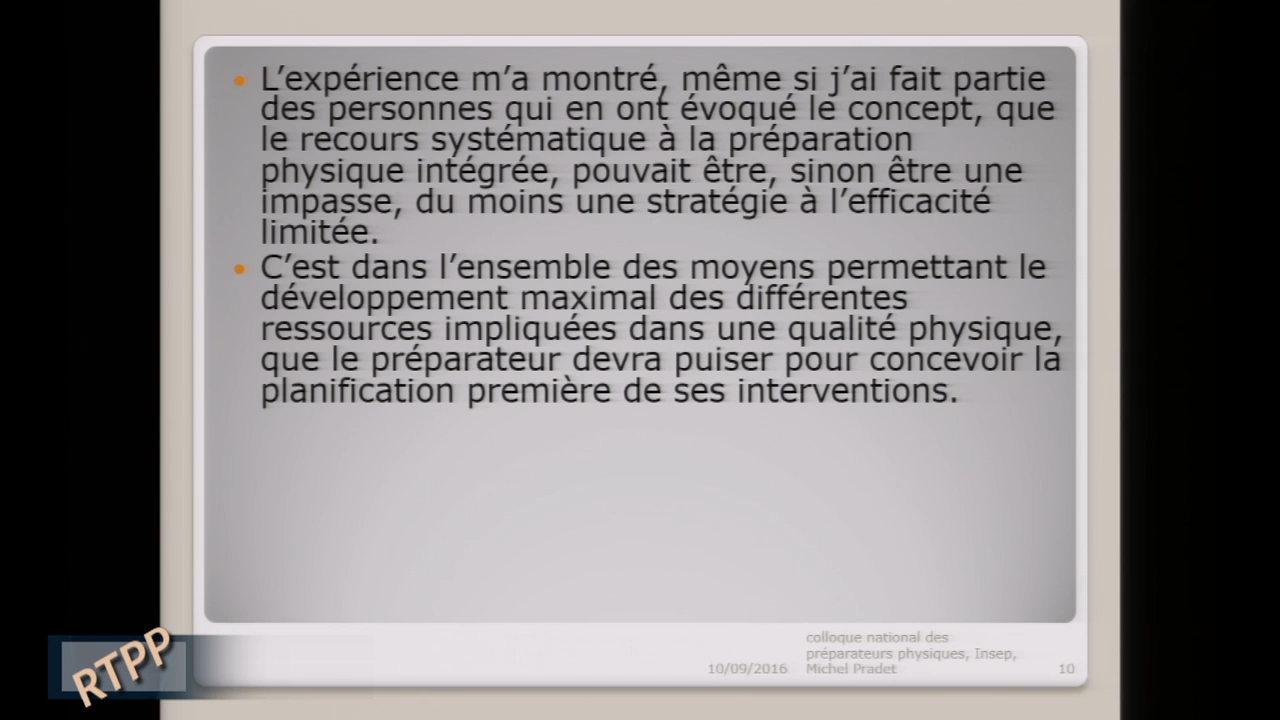 L’expérience m’a montré, même si j’ai fait partie
des personnes qui en ont évoqué le concept, que
le recours systématique à la préparation
physique intégrée, pouvait être, sinon être une
impasse, du moins une stratégie à l’efficacité
limitée.
C’est dans l’ensemble des moyens permettant le
développement maximal des différentes
ressources impliquées dans une qualité physique,
que le préparateur devra puiser pour concevoir la
planification première de ses interventions.
colloque national des
préparateurs physiques, Insep,
10/09/2016 Michel Pradet 10
RTPP